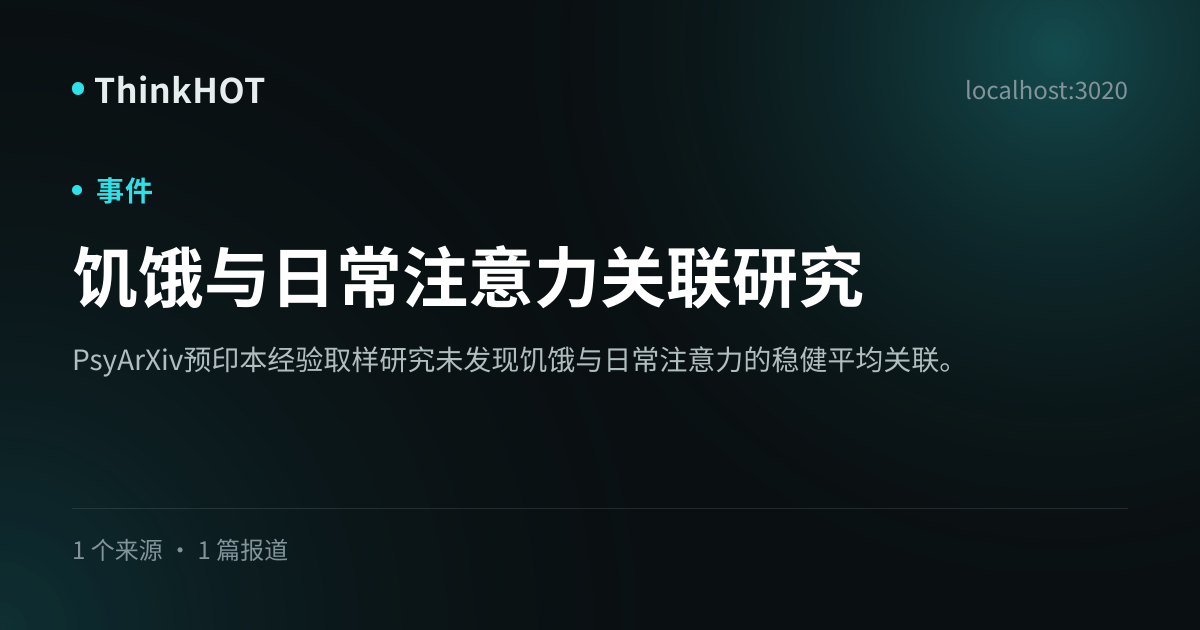 ThinkHOT
localhost:3020
事件
饥饿与日常注意力关联研究
PsyArXiv预印本经验取样研究未发现饥饿与日常注意力的稳健平均关联。
1 个来源 · 1 篇报道